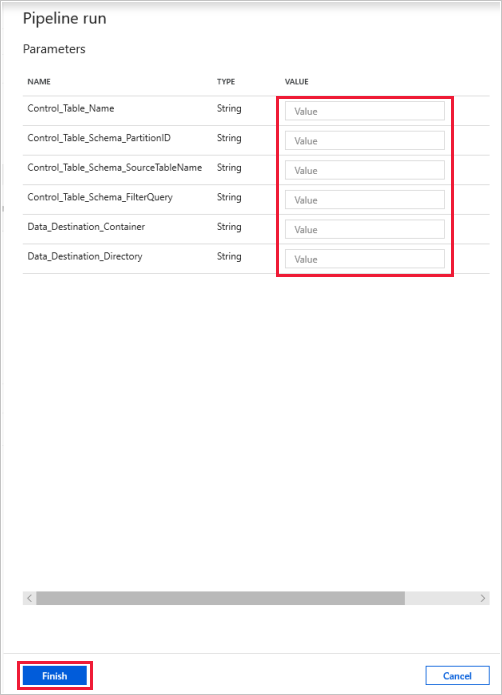 Pipeline run
Parameters
NAME TYPE VALUE
Control_Table_Name String Value
Control_Table_Schema_PartitionID String Value
Control_Table_Schema_SourceTableName String Value
Control_Table_Schema_FilterQuery String Value
Data_Destination_Container String Value
Data_Destination_Directory String Value
Finish Cancel